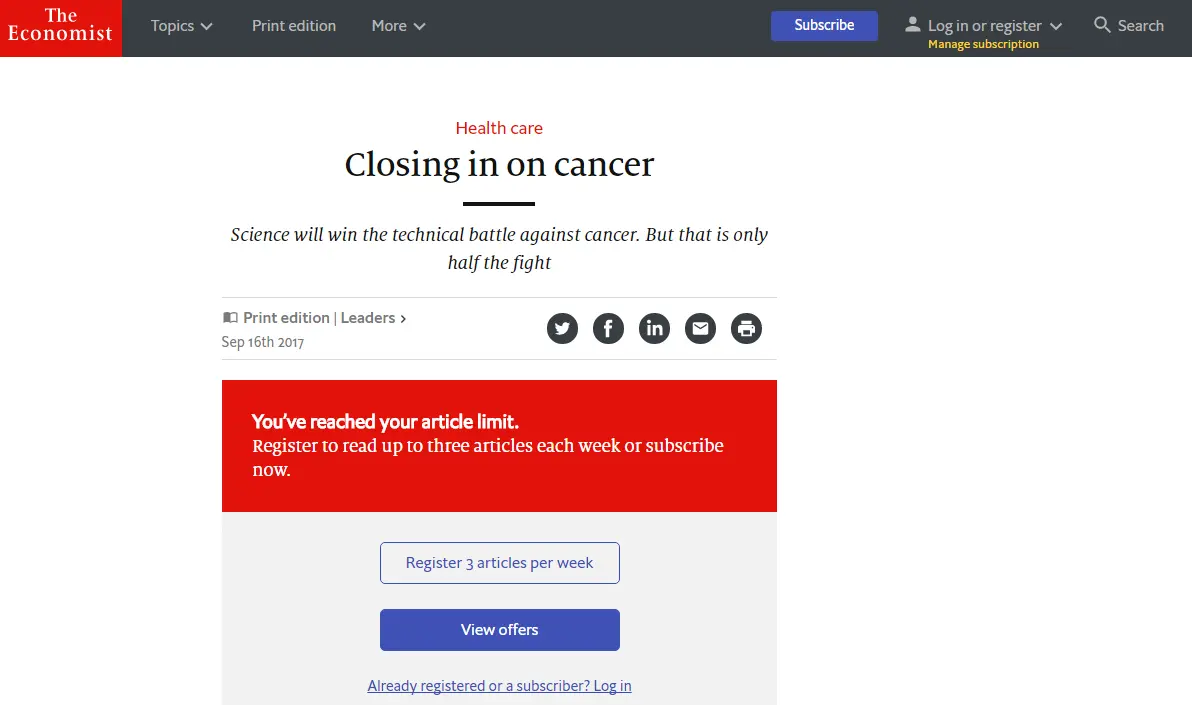 The
Economist
Topics
Print edition
More
Subscribe
Log in or register
Manage subscription
Search
Health care
Closing in on cancer
Science will win the technical battle against cancer. But that is only
half the fight
Print edition | Leaders ›
Sep 16th 2017
You've reached your article limit.
Register to read up to three articles each week or subscribe
now.
Register 3 articles per week
View offers
Already registered or a subscriber? Log in